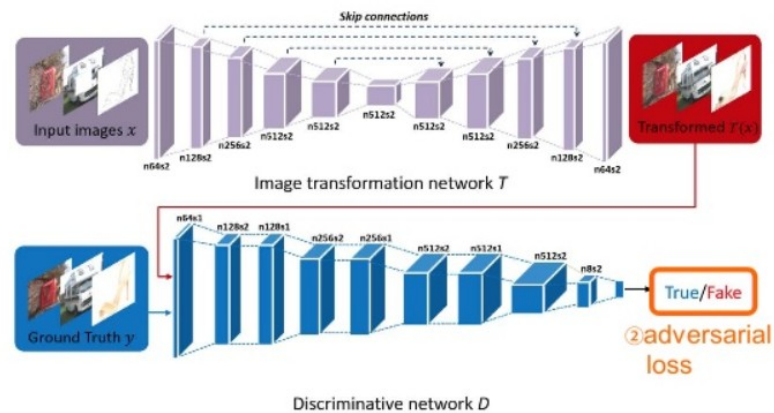 Skip connections
Input images x
n64s2
n128s2
n256s2
n512s2
n512s2
n512s2
n512s2
n512s2
n256s2
n128s2
n64s2
Transformed T(x)
Image transformation network T
Ground Truth y
n64s1
n128s2
n128s1
n256s2
n256s1
n512s2
n512s1
n512s2
n8s2
True/Fake
②adversarial
loss
Discriminative network D